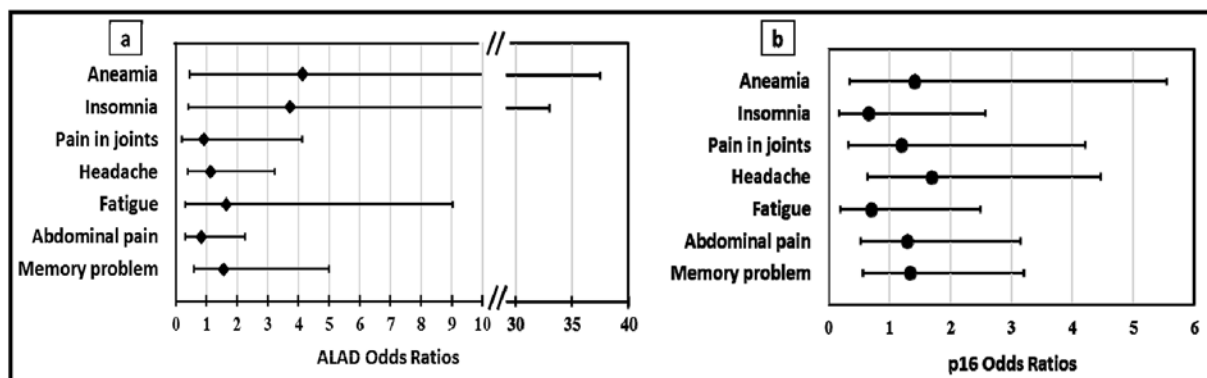 a
//
Aneamia
Insomnia
Pain in joints
Headache
Fatigue
Abdominal pain
Memory problem
//
0 1 2 3 4 5 6 7 8 9 10 30 35 40
ALAD Odds Ratios
b
Aneamia
Insomnia
Pain in joints
Headache
Fatigue
Abdominal pain
Memory problem
0 1 2 3 4 5 6
p16 Odds Ratios